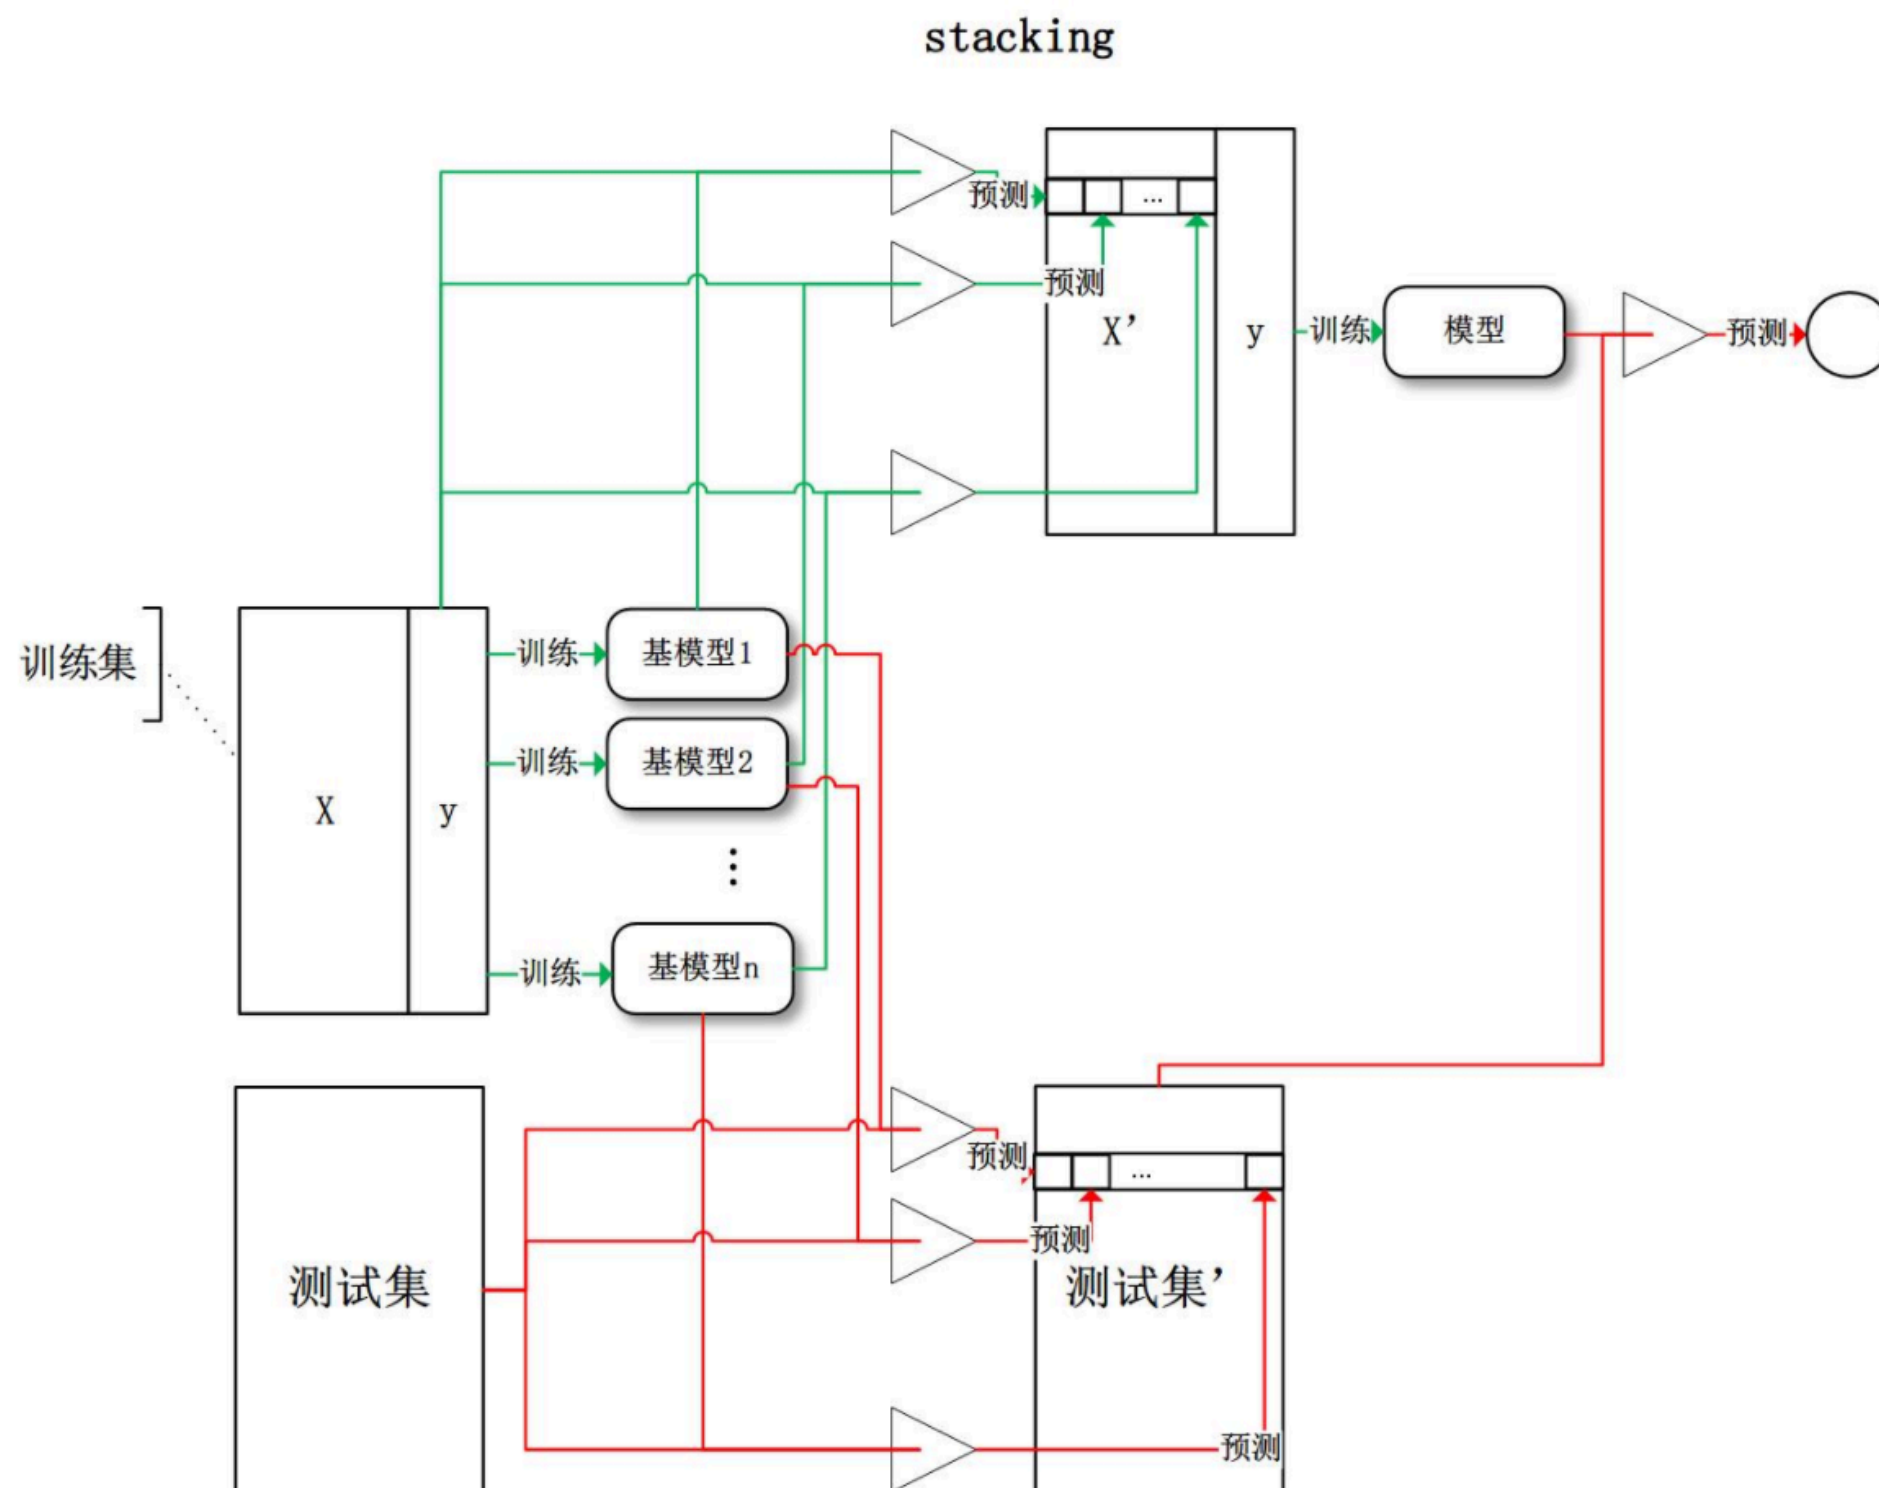 stacking
预测
...
预测
X’
y
训练
模型
预测
训练集
X
y
训练
基模型1
训练
基模型2
⋮
训练
基模型n
测试集
预测
...
预测
测试集’
预测